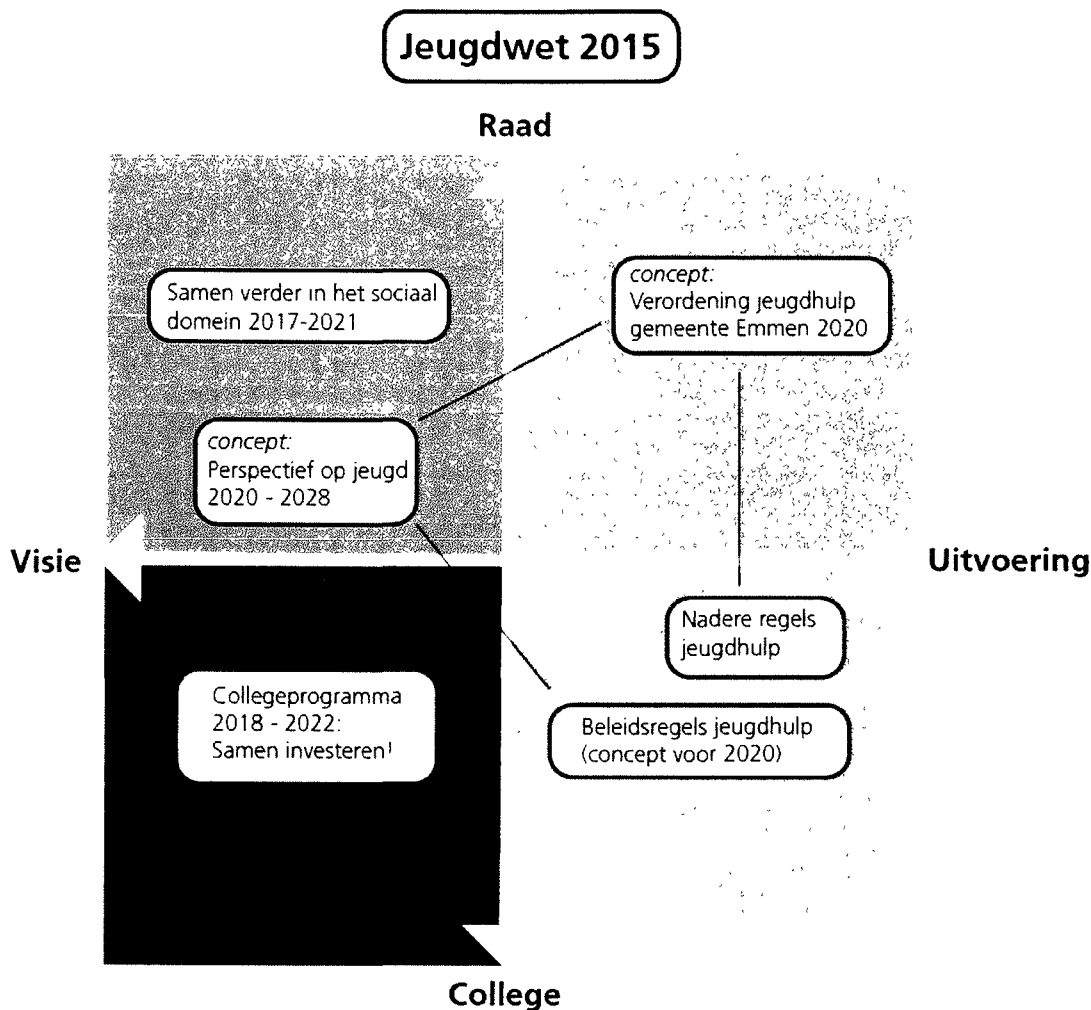 Jeugdwet 2015
Raad
Samen verder in het sociaal
domein 2017-2021
concept:
Verordening jeugdhulp
gemeente Emmen 2020
concept:
Perspectief op jeugd
2020 - 2028
Visie
Uitvoering
Nadere regels
jeugdhulp
Collegeprogramma
2018 - 2022:
Samen investeren!
Beleidsregels jeugdhulp
(concept voor 2020)
College